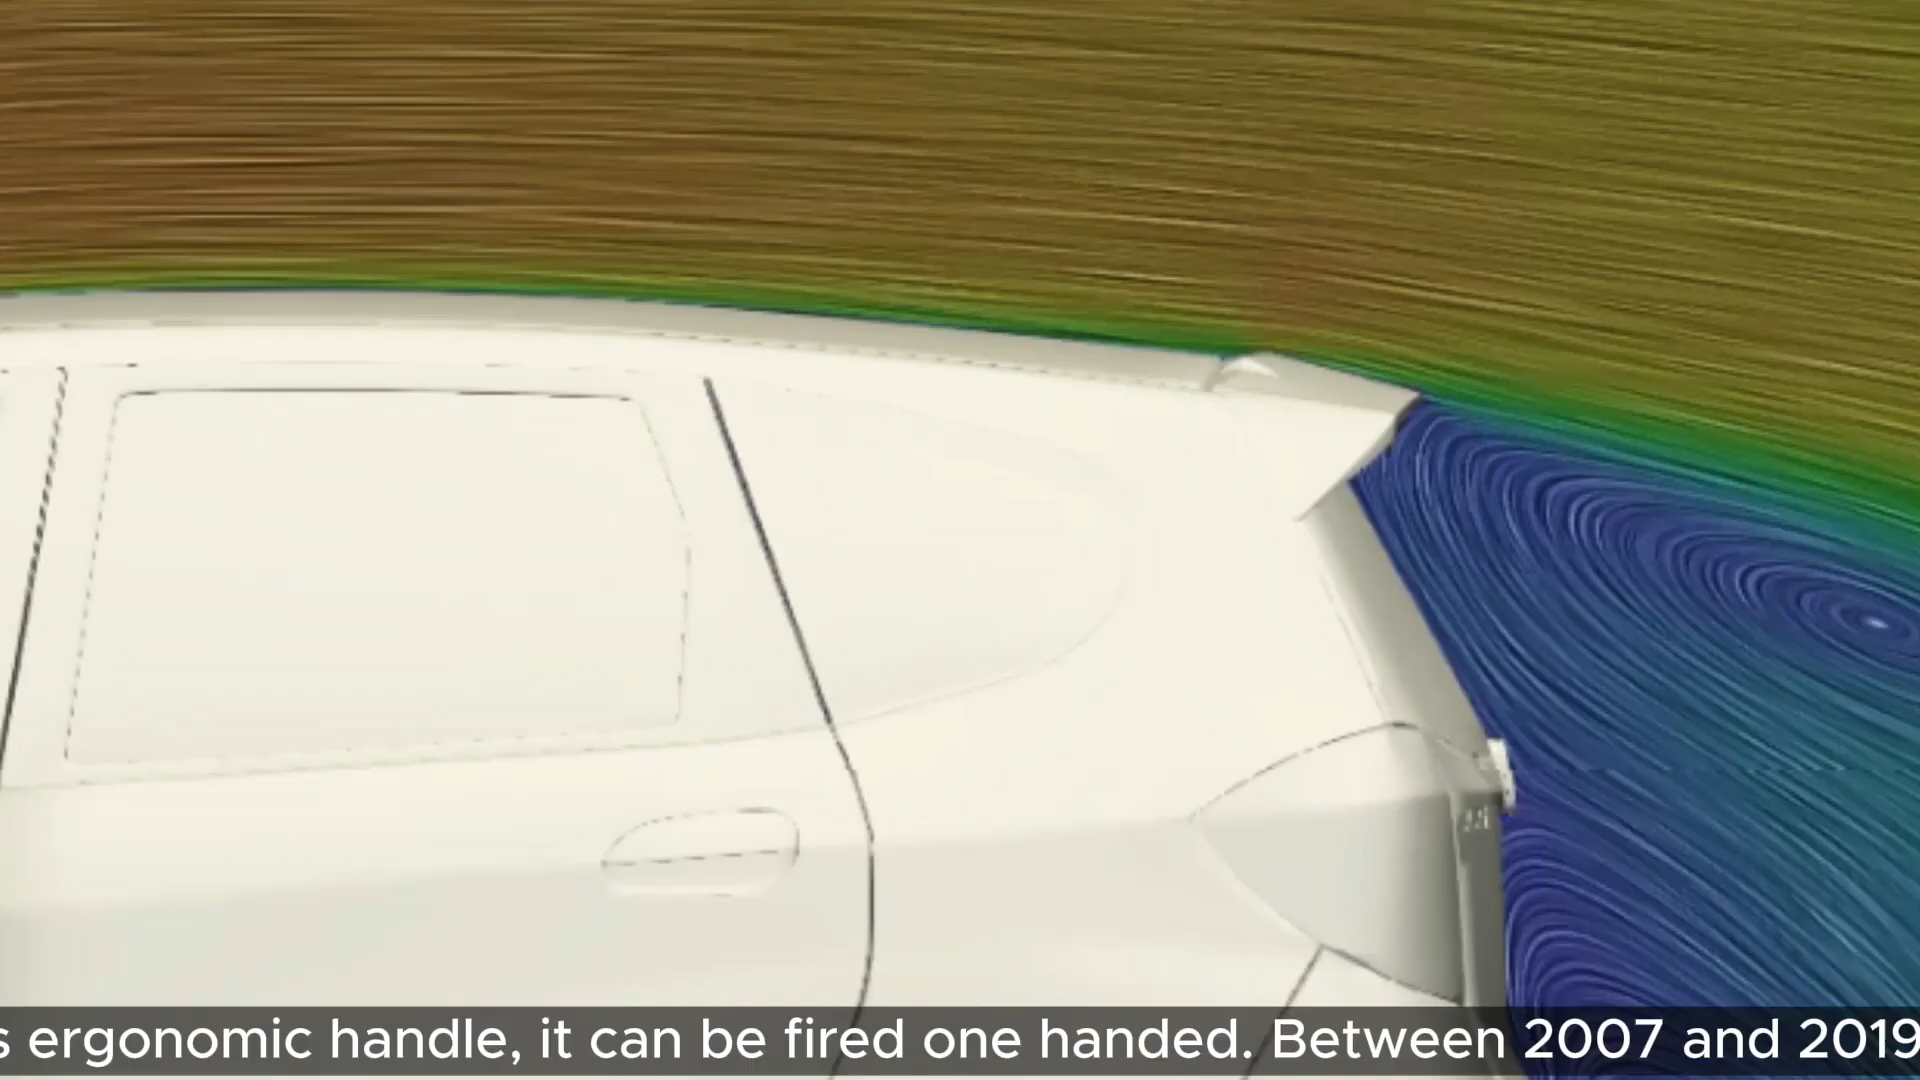 s ergonomic handle, it can be fired one handed. Between 2007 and 2019